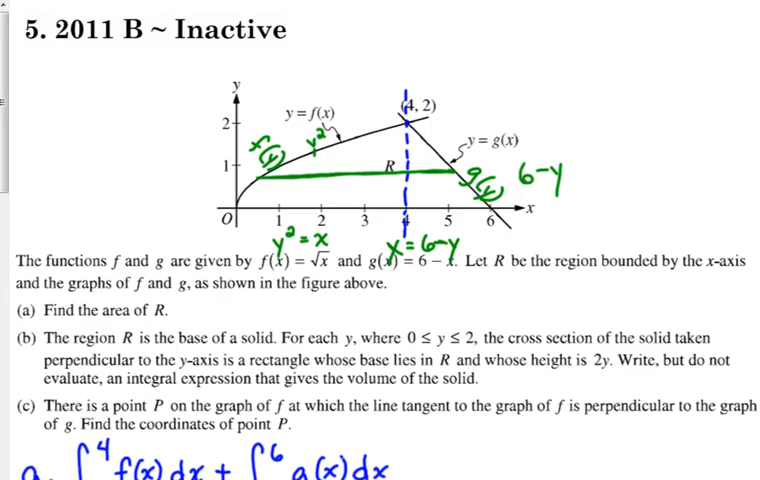 5. 2011 B ~ Inactive
y
(4, 2)
y = f(x)
2
y²
y = g(x)
f(y)
1
R
g(y)
6-y
O
1
2
3
4
5
6
x
y² = x
x = 6-y
The functions f and g are given by f(x) = √x and g(x) = 6 − x. Let R be the region bounded by the x-axis
and the graphs of f and g, as shown in the figure above.
(a) Find the area of R.
(b) The region R is the base of a solid. For each y, where 0 ≤ y ≤ 2, the cross section of the solid taken
perpendicular to the y-axis is a rectangle whose base lies in R and whose height is 2y. Write, but do not
evaluate, an integral expression that gives the volume of the solid.
(c) There is a point P on the graph of f at which the line tangent to the graph of f is perpendicular to the graph
of g. Find the coordinates of point P.
a. ∫⁴ f(x) dx + ∫⁶ g(x) dx